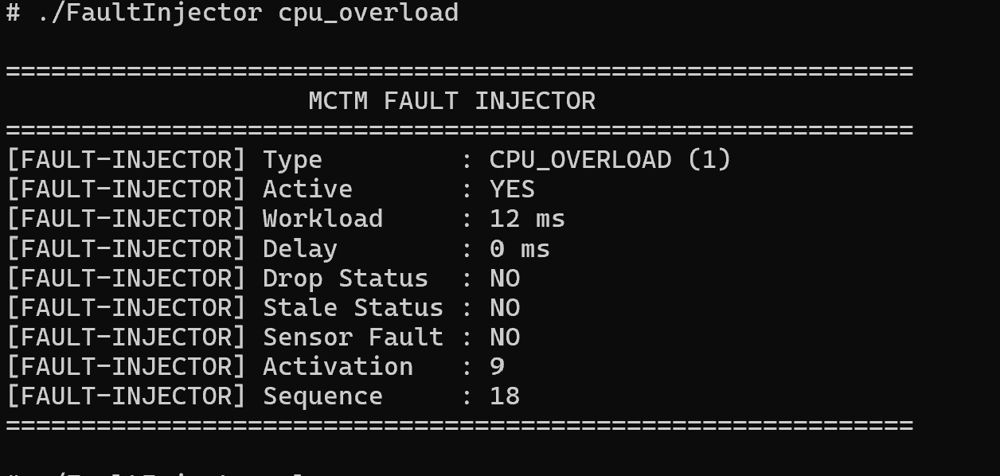 # ./FaultInjector cpu_overload
============================================================
MCTM FAULT INJECTOR
============================================================
[FAULT-INJECTOR] Type         : CPU_OVERLOAD (1)
[FAULT-INJECTOR] Active       : YES
[FAULT-INJECTOR] Workload     : 12 ms
[FAULT-INJECTOR] Delay        : 0 ms
[FAULT-INJECTOR] Drop Status  : NO
[FAULT-INJECTOR] Stale Status : NO
[FAULT-INJECTOR] Sensor Fault : NO
[FAULT-INJECTOR] Activation   : 9
[FAULT-INJECTOR] Sequence     : 18
============================================================